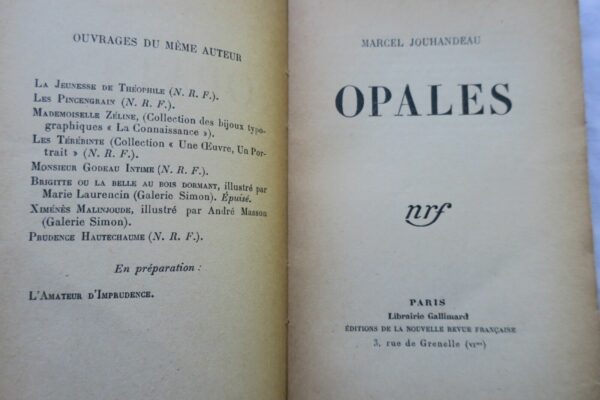 OUVRAGES DU MÊME AUTEUR
La Jeunesse de Théophile (N. R. F.).
Les Pincengrain (N. R. F.).
Mademoiselle Zéline, (Collection des bijoux typo-
graphiques « La Connaissance »).
Les Térébinte (Collection « Une Œuvre, Un Por-
trait » (N. R. F.).
Monsieur Godeau Intime (N. R. F.).
Brigitte ou la belle au bois dormant, illustré par
Marie Laurencin (Galerie Simon). Épuisé.
Ximénès Malinjoude, illustré par André Masson
(Galerie Simon).
Prudence Hautechaume (N. R. F.).
En préparation :
L'Amateur d'Imprudence.
MARCEL JOUHANDEAU
OPALES
nrf
PARIS
Librairie Gallimard
ÉDITIONS DE LA NOUVELLE REVUE FRANÇAISE
3, rue de Grenelle (VIme)